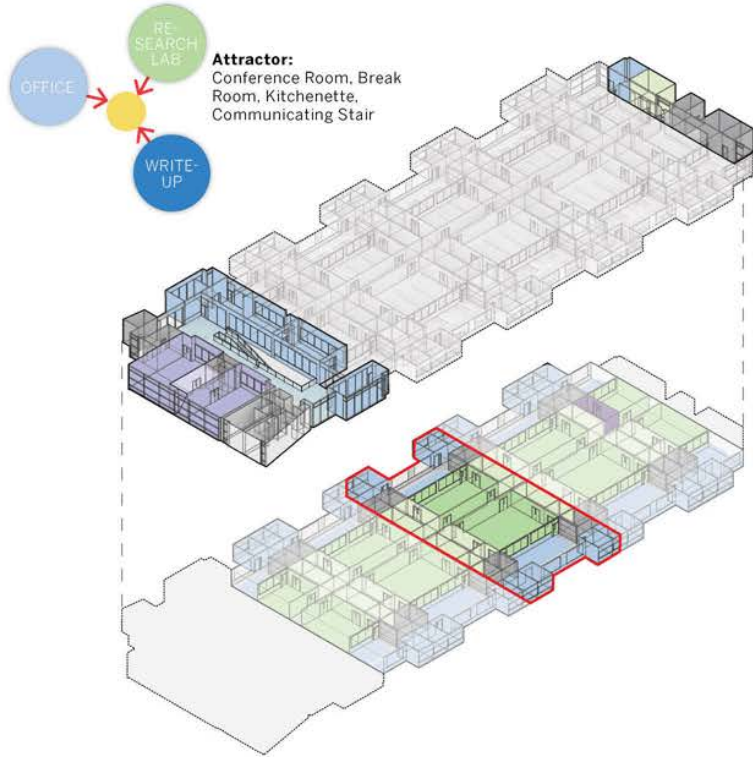 OFFICE
RE-
SEARCH
LAB
WRITE-
UP
Attractor:
Conference Room, Break
Room, Kitchenette,
Communicating Stair